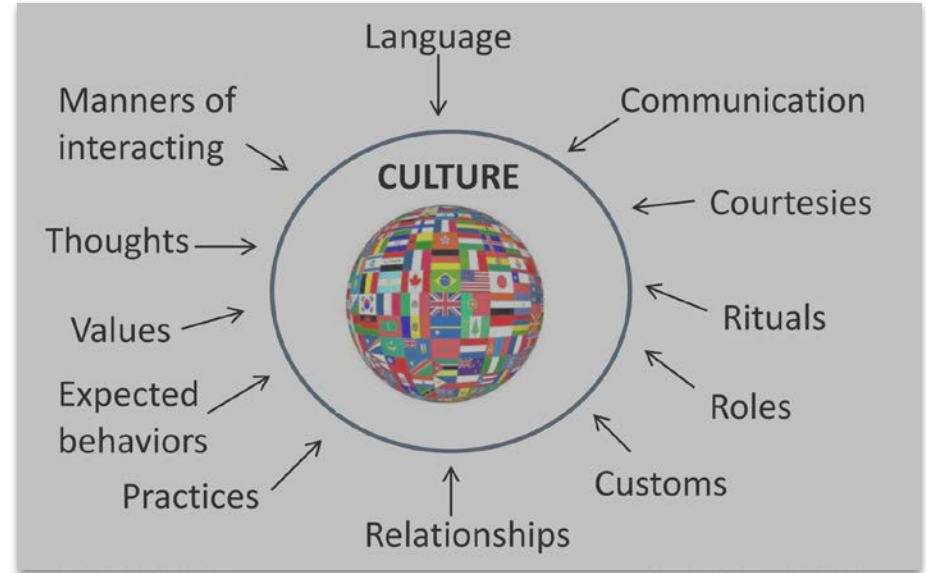 Language
Manners of
interacting
Communication
CULTURE
Courtesies
Thoughts
Values
Rituals
Expected
behaviors
Roles
Practices
Customs
Relationships